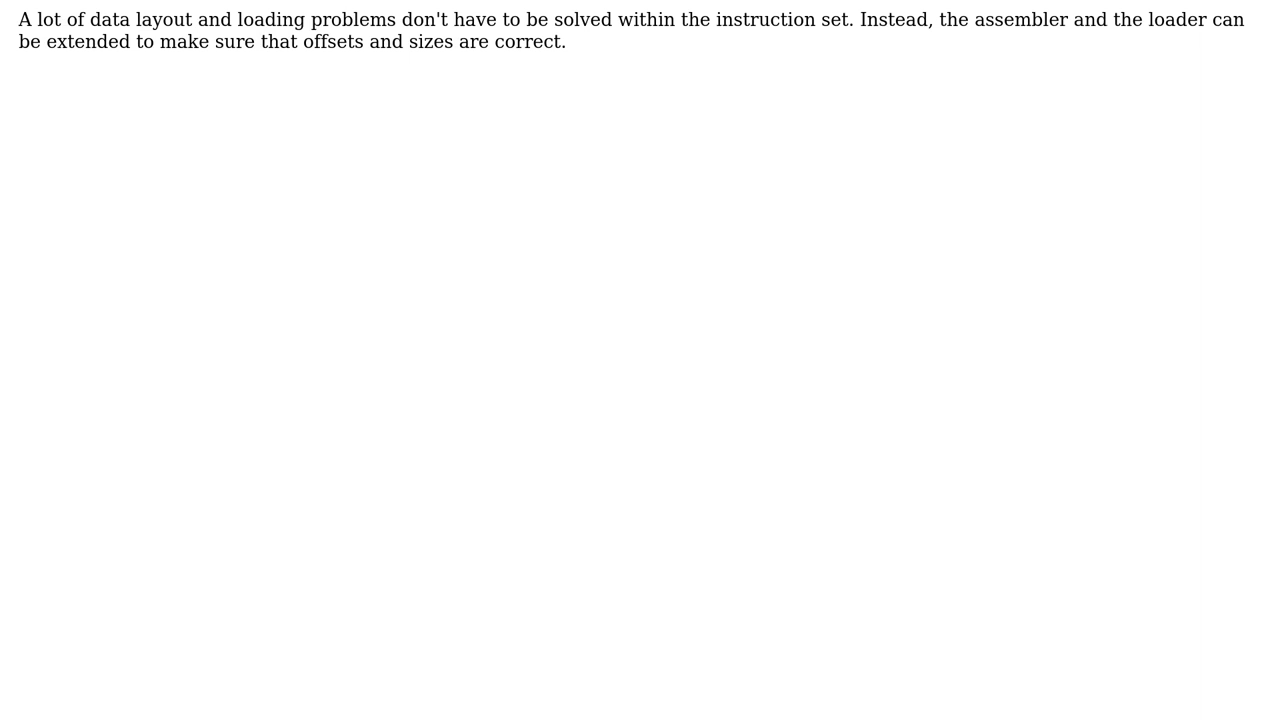 A lot of data layout and loading problems don't have to be solved within the instruction set. Instead, the assembler and the loader can
be extended to make sure that offsets and sizes are correct.